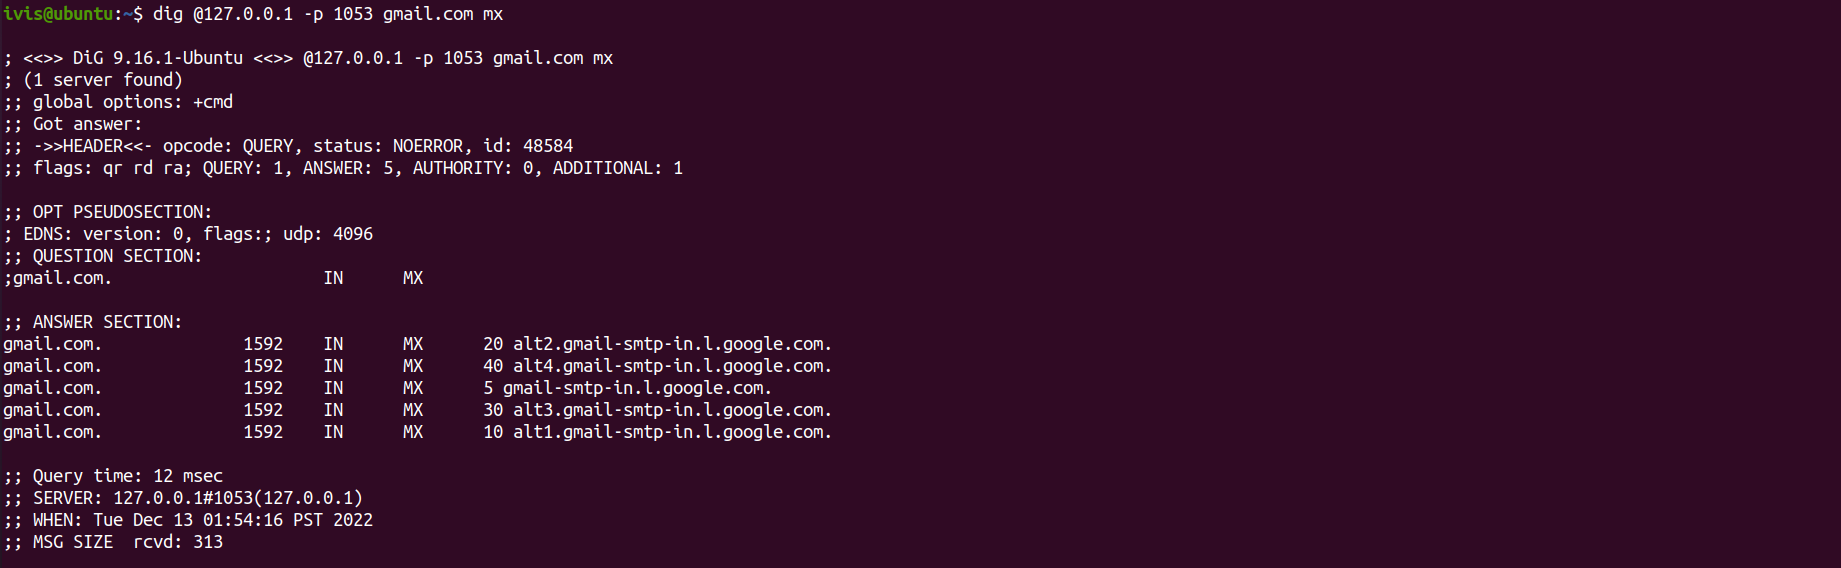 ivis@ubuntu:~$ dig @127.0.0.1 -p 1053 gmail.com mx
; <<>> DiG 9.16.1-Ubuntu <<>> @127.0.0.1 -p 1053 gmail.com mx
; (1 server found)
;; global options: +cmd
;; Got answer:
;; ->>HEADER<<- opcode: QUERY, status: NOERROR, id: 48584
;; flags: qr rd ra; QUERY: 1, ANSWER: 5, AUTHORITY: 0, ADDITIONAL: 1
;; OPT PSEUDOSECTION:
; EDNS: version: 0, flags:; udp: 4096
;; QUESTION SECTION:
;gmail.com. IN MX
;; ANSWER SECTION:
gmail.com. 1592 IN MX 20 alt2.gmail-smtp-in.l.google.com.
gmail.com. 1592 IN MX 40 alt4.gmail-smtp-in.l.google.com.
gmail.com. 1592 IN MX 5 gmail-smtp-in.l.google.com.
gmail.com. 1592 IN MX 30 alt3.gmail-smtp-in.l.google.com.
gmail.com. 1592 IN MX 10 alt1.gmail-smtp-in.l.google.com.
;; Query time: 12 msec
;; SERVER: 127.0.0.1#1053(127.0.0.1)
;; WHEN: Tue Dec 13 01:54:16 PST 2022
;; MSG SIZE  rcvd: 313